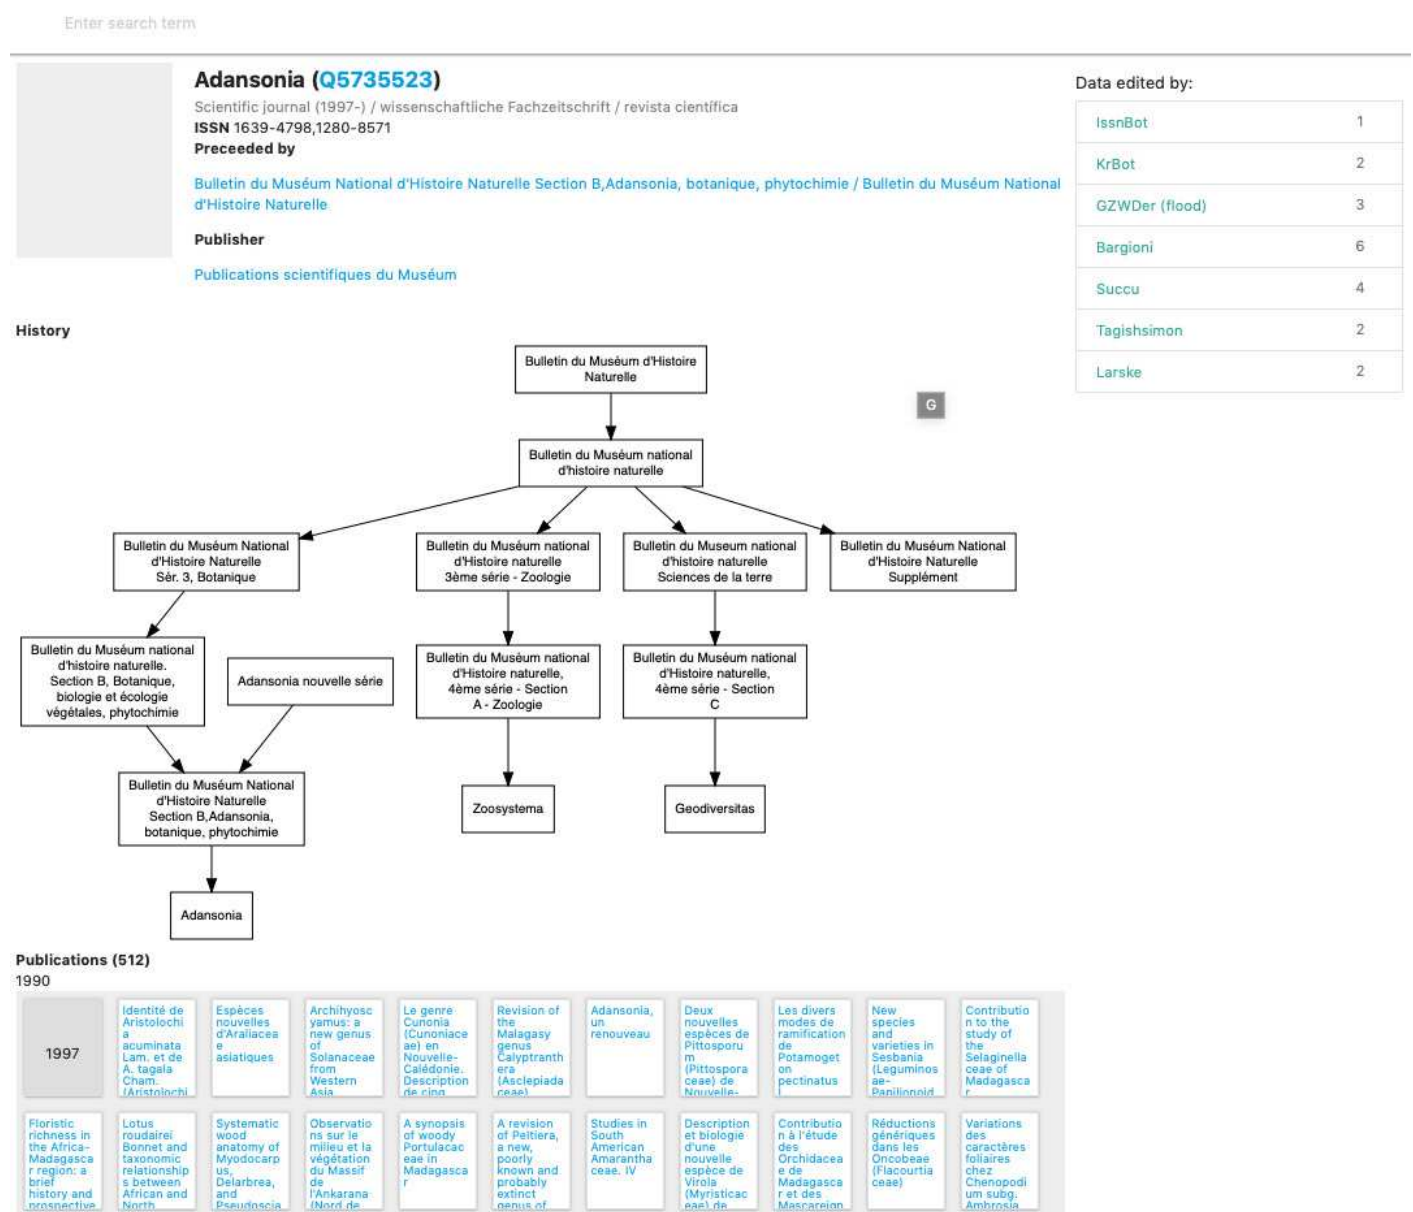 Enter search term
Adansonia (Q5735523)
Scientific journal (1997-) / wissenschaftliche Fachzeitschrift / revista científica
ISSN 1639-4798,1280-8571
Preceeded by
Bulletin du Muséum National d'Histoire Naturelle Section B,Adansonia, botanique, phytochimie / Bulletin du Muséum National
d'Histoire Naturelle
Publisher
Publications scientifiques du Muséum
Data edited by:
IssnBot 1
KrBot 2
GZWDer (flood) 3
Bargioni 6
Succu 4
Tagishsimon 2
Larske 2
History
Bulletin du Muséum d'Histoire
Naturelle
G
Bulletin du Muséum national
d'histoire naturelle
Bulletin du Muséum National
d'Histoire Naturelle
Sér. 3, Botanique
Bulletin du Muséum national
d'Histoire naturelle
3ème série - Zoologie
Bulletin du Museum national
d'histoire naturelle
Sciences de la terre
Bulletin du Muséum National
d'Histoire Naturelle
Supplément
Bulletin du Muséum national
d'histoire naturelle.
Section B, Botanique,
biologie et écologie
végétales, phytochimie
Adansonia nouvelle série
Bulletin du Muséum national
d'Histoire naturelle,
4ème série - Section
A - Zoologie
Bulletin du Muséum national
d'Histoire naturelle,
4ème série - Section
C
Bulletin du Muséum National
d'Histoire Naturelle
Section B,Adansonia,
botanique, phytochimie
Zoosystema
Geodiversitas
Adansonia
Publications (512)
1990
1997
Identité de
Aristolochi
a
acuminata
Lam. et de
A. tagala
Cham.
(Aristolochi
Espèces
nouvelles
d'Araliacea
e
asiatiques
Archihyosc
yamus: a
new genus
of
Solanaceae
from
Western
Asia
Le genre
Cunonia
(Cunoniace
ae) en
Nouvelle-
Calédonie.
Description
de cinq
Revision of
the
Malagasy
genus
Calyptranth
era
(Asclepiada
ceae)
Adansonia,
un
renouveau
Deux
nouvelles
espèces de
Pittosporu
m
(Pittospora
ceae) de
Nouvelle-
Les divers
modes de
ramification
de
Potamoget
on
pectinatus
New
species
and
varieties in
Sesbania
(Leguminos
ae-
Papilionoid
Contributio
n to the
study of
the
Selaginella
ceae of
Madagasca
r
Floristic
richness in
the Africa-
Madagasca
r region: a
brief
history and
prospective
Lotus
roudairei
Bonnet and
taxonomic
relationship
s between
African and
North
Systematic
wood
anatomy of
Myodocarp
us,
Delarbrea,
and
Pseudoscia
Observatio
ns sur le
milieu et la
végétation
du Massif
de
l'Ankarana
(Nord de
A synopsis
of woody
Portulacac
eae in
Madagasca
r
A revision
of Peltiera,
a new,
poorly
known and
probably
extinct
genus of
Studies in
South
American
Amarantha
ceae. IV
Description
et biologie
d'une
nouvelle
espèce de
Virola
(Myristicac
eae) de
Contributio
n à l'étude
des
Orchidacea
e de
Madagasca
r et des
Mascareign
Réductions
génériques
dans les
Oncobeae
(Flacourtia
ceae)
Variations
des
caractères
foliaires
chez
Chenopodi
um subg.
Ambrosia